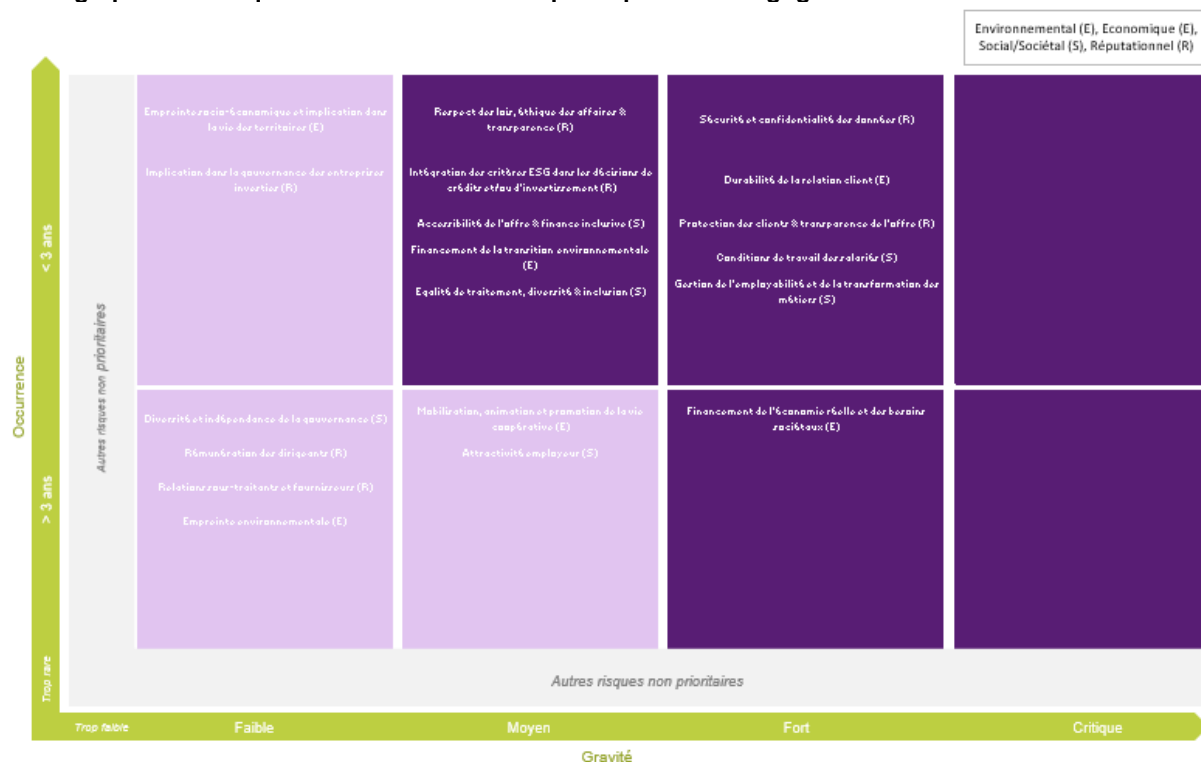 Environnemental (E), Economique (E),
Social/Sociétal (S), Réputationnel (R)
Empreinte socio-économique et implication dans
la vie des territoires (E)
Implication dans la gouvernance des entreprises
investies (R)
Respect des lois, éthique des affaires &
transparence (R)
Intégration des critères ESG dans les décisions de
crédits et/ou d'investissement (R)
Accessibilité de l'offre & finance inclusive (S)
Financement de la transition environnementale
(E)
Egalité de traitement, diversité & inclusion (S)
Sécurité et confidentialité des données (R)
Durabilité de la relation client (E)
Protection des clients & transparence de l'offre (R)
Conditions de travail des salariés (S)
Gestion de l'employabilité et de la transformation des
métiers (S)
Diversité et indépendance de la gouvernance (S)
Rémunération des dirigeants (R)
Relations sous-traitants et fournisseurs (R)
Empreinte environnementale (E)
Mobilisation, animation et promotion de la vie
coopérative (E)
Attractivité employeur (S)
Financement de l'économie réelle et des besoins
sociétaux (E)
Occurrence
< 3 ans
> 3 ans
Trop rare
Autres risques non prioritaires
Autres risques non prioritaires
Trop faible
Faible
Moyen
Fort
Critique
Gravité